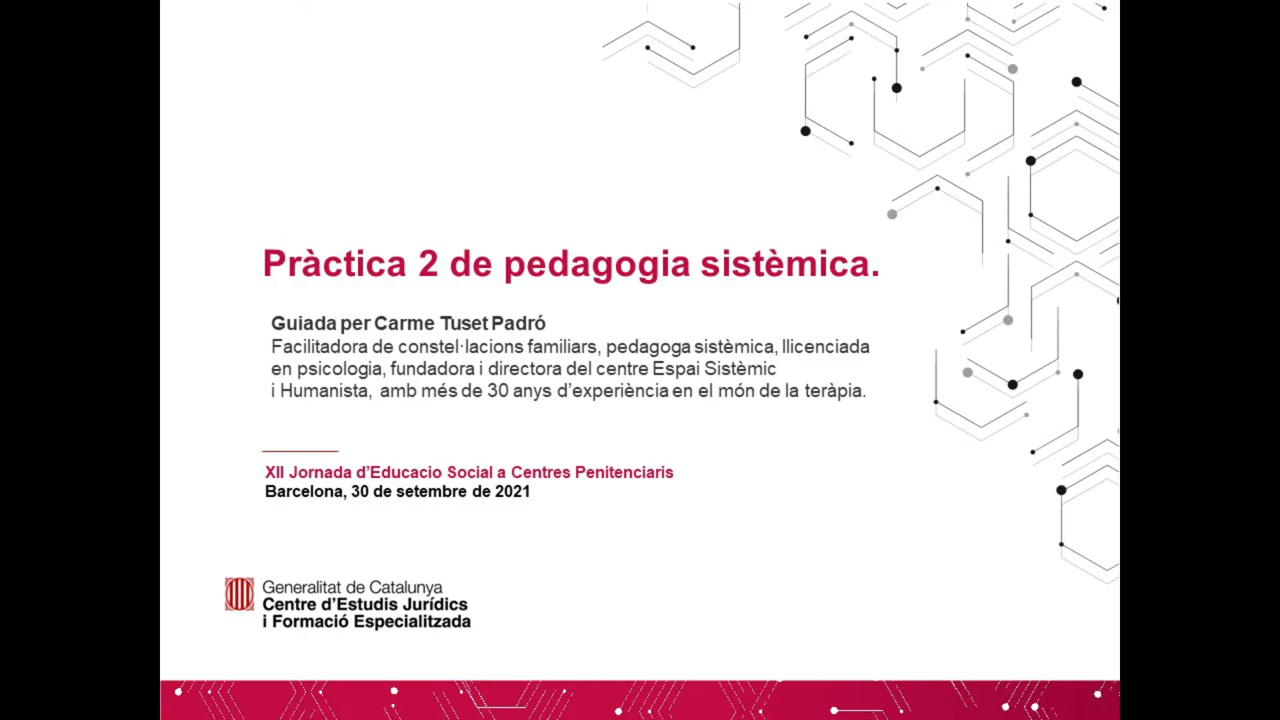 Pràctica 2 de pedagogia sistèmica.
Guiada per Carme Tuset Padró
Facilitadora de constel·lacions familiars, pedagoga sistèmica, llicenciada
en psicologia, fundadora i directora del centre Espai Sistèmic
i Humanista, amb més de 30 anys d’experiència en el món de la teràpia.
XII Jornada d’Educacio Social a Centres Penitenciaris
Barcelona, 30 de setembre de 2021
Generalitat de Catalunya
Centre d’Estudis Jurídics
i Formació Especialitzada